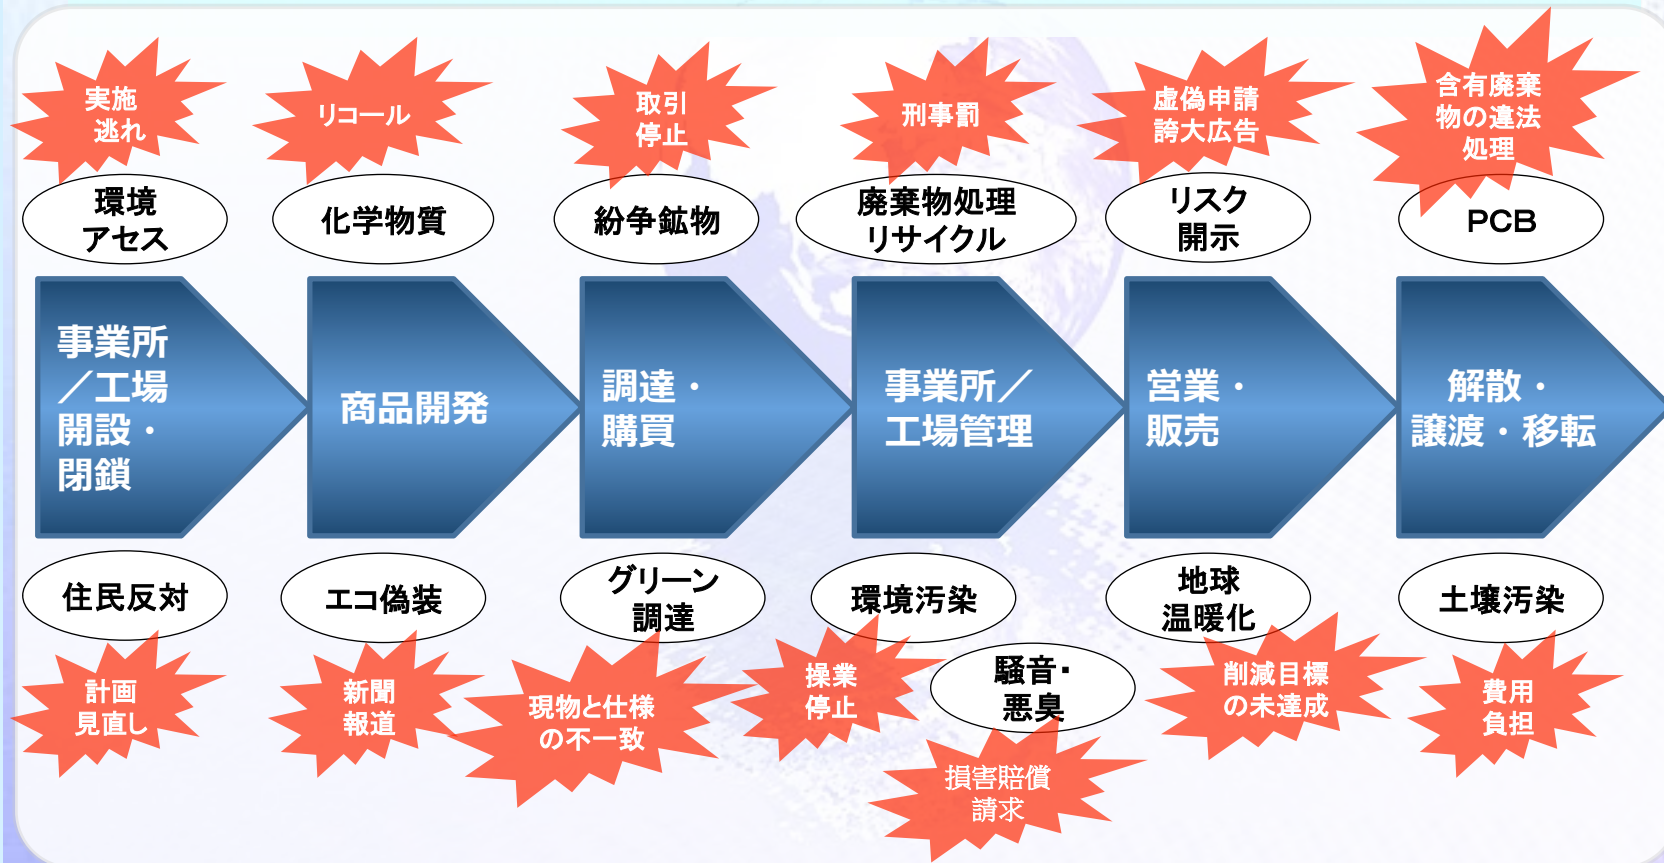 実施
逃れ
リコール
取引
停止
刑事罰
虚偽申請
誇大広告
含有廃棄
物の違法
処理
環境
アセス
化学物質
紛争鉱物
廃棄物処理
リサイクル
リスク
開示
PCB
事業所
／工場
開設・
閉鎖
商品開発
調達・
購買
事業所／
工場管理
営業・
販売
解散・
譲渡・移転
住民反対
エコ偽装
グリーン
調達
環境汚染
騒音・
悪臭
地球
温暖化
土壌汚染
計画
見直し
新聞
報道
現物と仕様
の不一致
操業
停止
損害賠償
請求
削減目標
の未達成
費用
負担